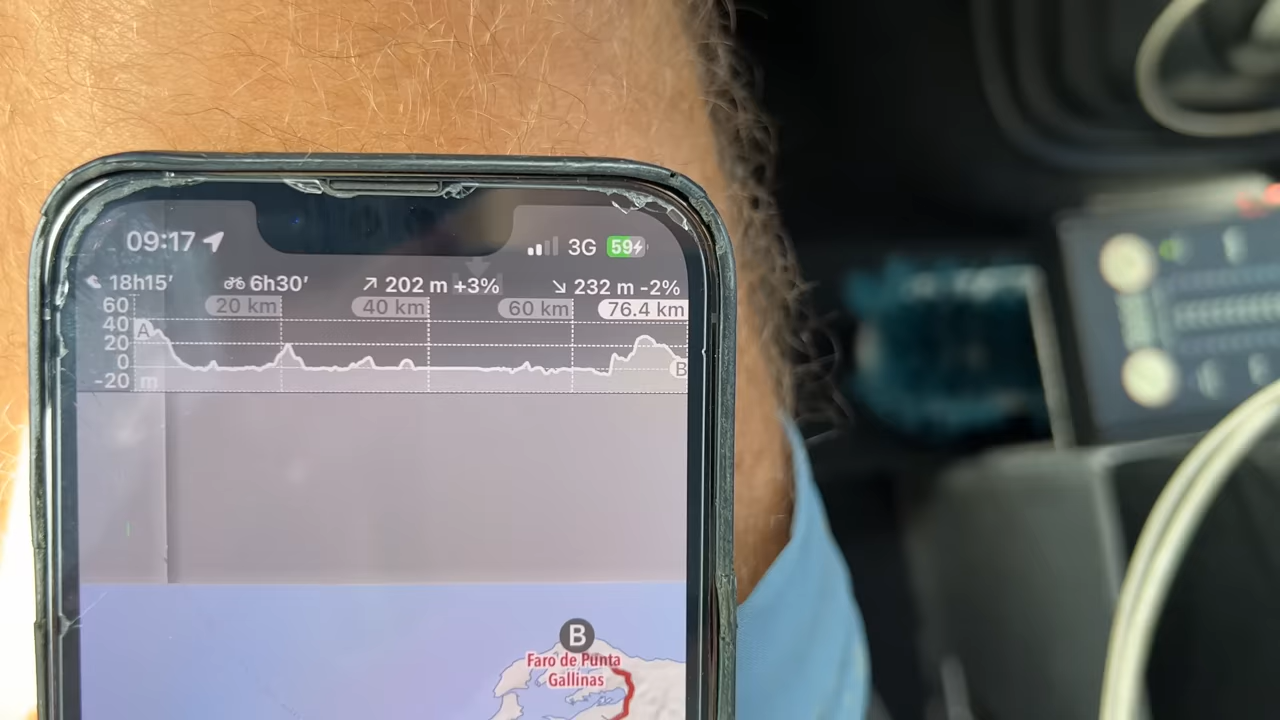 09:17 3G 59
18h15′ 6h30′ 202 m +3% 232 m -2%
60 20 km 40 km 60 km 76.4 km
40 A
20
0 B
-20 m
B
Faro de Punta
Gallinas